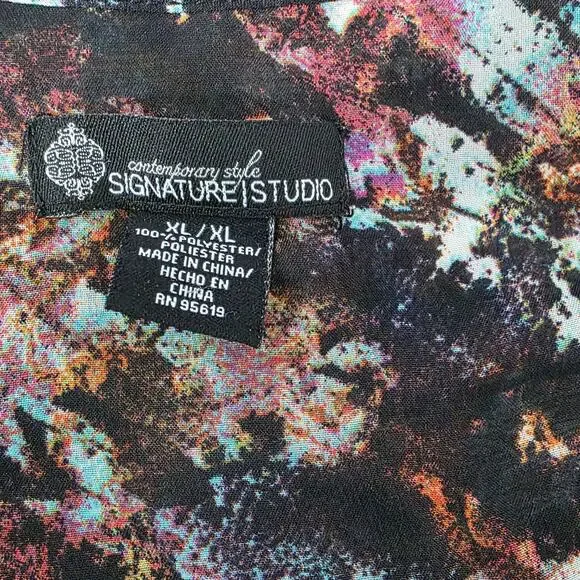 contemporary style
SIGNATURE|STUDIO
XL/XL
100% POLYESTER/
POLIESTER
MADE IN CHINA/
HECHO EN
CHINA
RN 95619